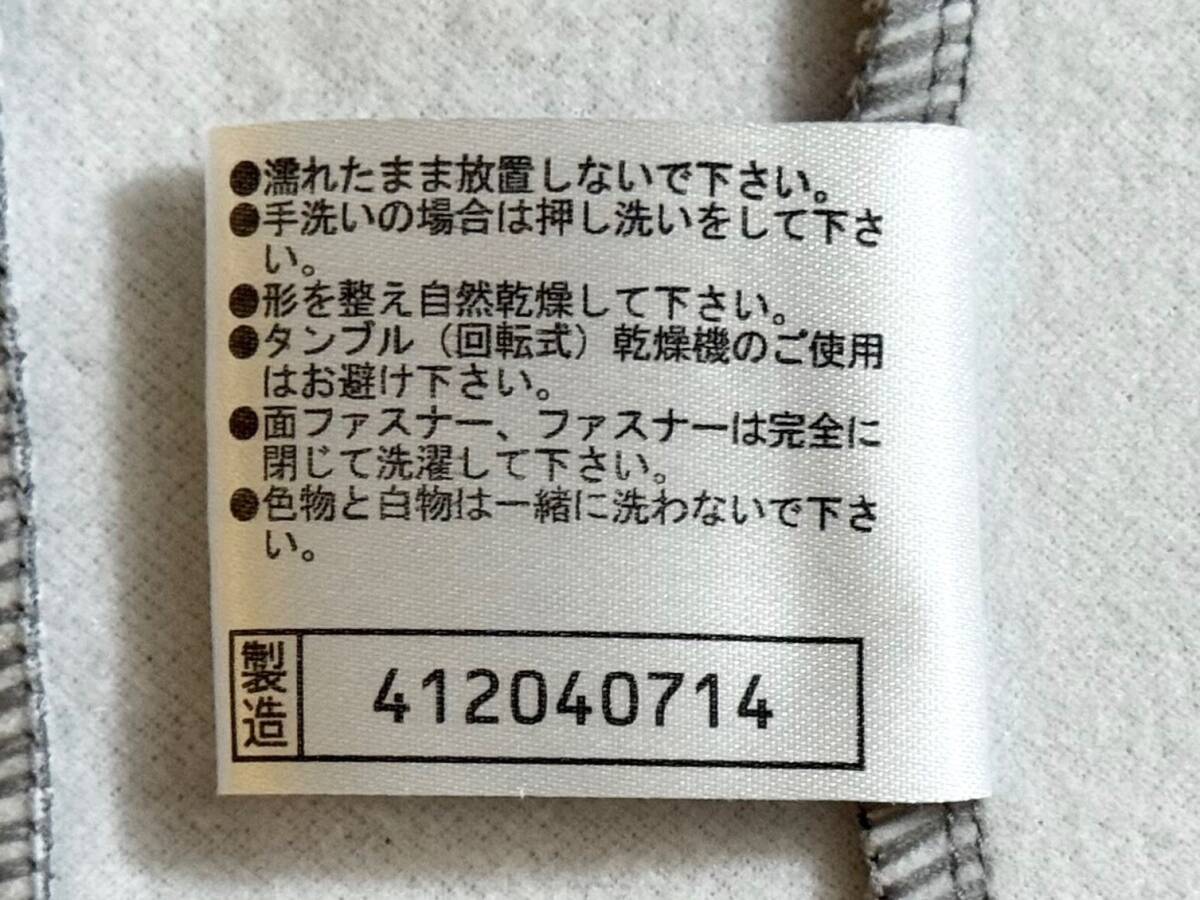 ●濡れたまま放置しないで下さい。
●手洗いの場合は押し洗いをして下さ
い。
●形を整え自然乾燥して下さい。
●タンブル（回転式）乾燥機のご使用
はお避け下さい。
●面ファスナー、ファスナーは完全に
閉じて洗濯して下さい。
●色物と白物は一緒に洗わないで下さ
い。
製造 412040714